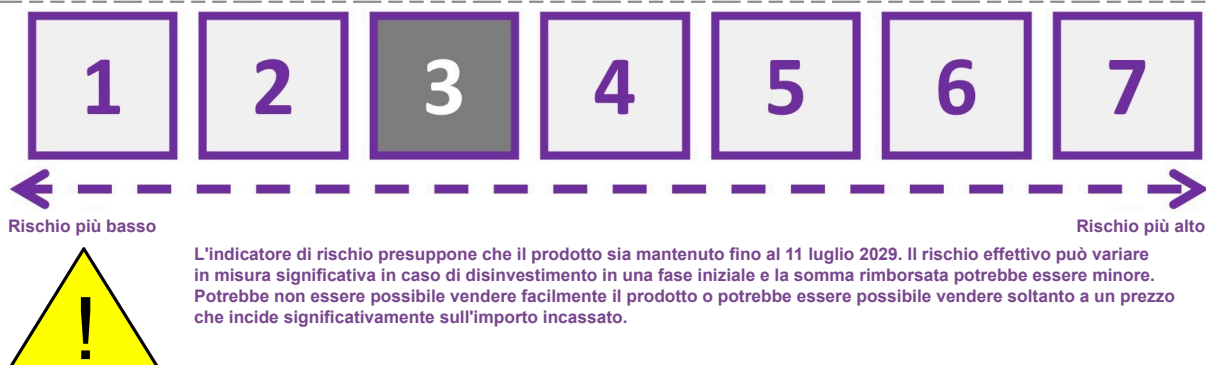 1 2 3 4 5 6 7
Rischio più basso Rischio più alto
L'indicatore di rischio presuppone che il prodotto sia mantenuto fino al 11 luglio 2029. Il rischio effettivo può variare
in misura significativa in caso di disinvestimento in una fase iniziale e la somma rimborsata potrebbe essere minore.
Potrebbe non essere possibile vendere facilmente il prodotto o potrebbe essere possibile vendere soltanto a un prezzo
che incide significativamente sull'importo incassato.
!